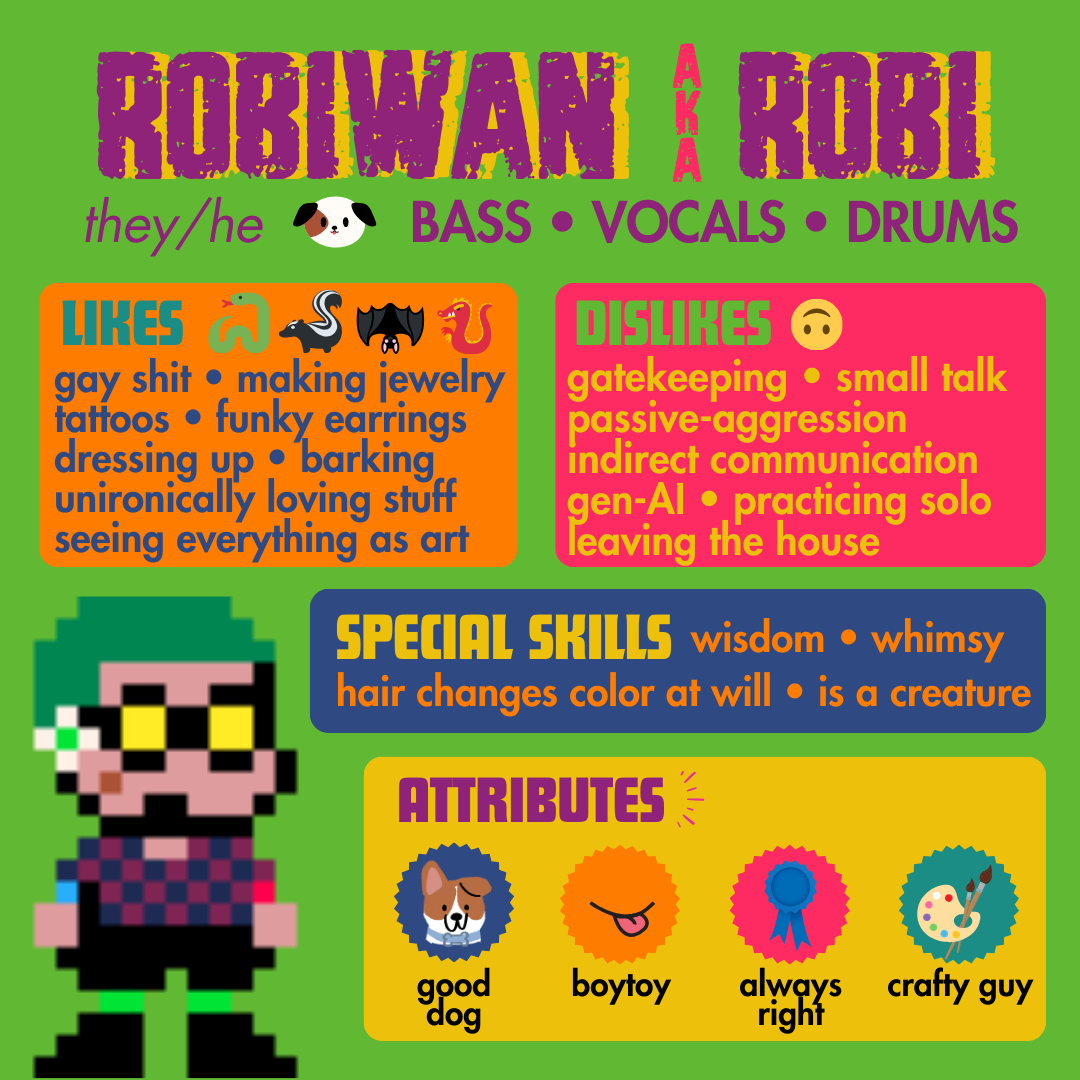 ROBIWAN AKA ROBI
they/he BASS • VOCALS • DRUMS
LIKES
gay shit • making jewelry
tattoos • funky earrings
dressing up • barking
unironically loving stuff
seeing everything as art
DISLIKES
gatekeeping • small talk
passive-aggression
indirect communication
gen-AI • practicing solo
leaving the house
SPECIAL SKILLS wisdom • whimsy
hair changes color at will • is a creature
ATTRIBUTES
good
dog
boytoy
always
right
crafty guy